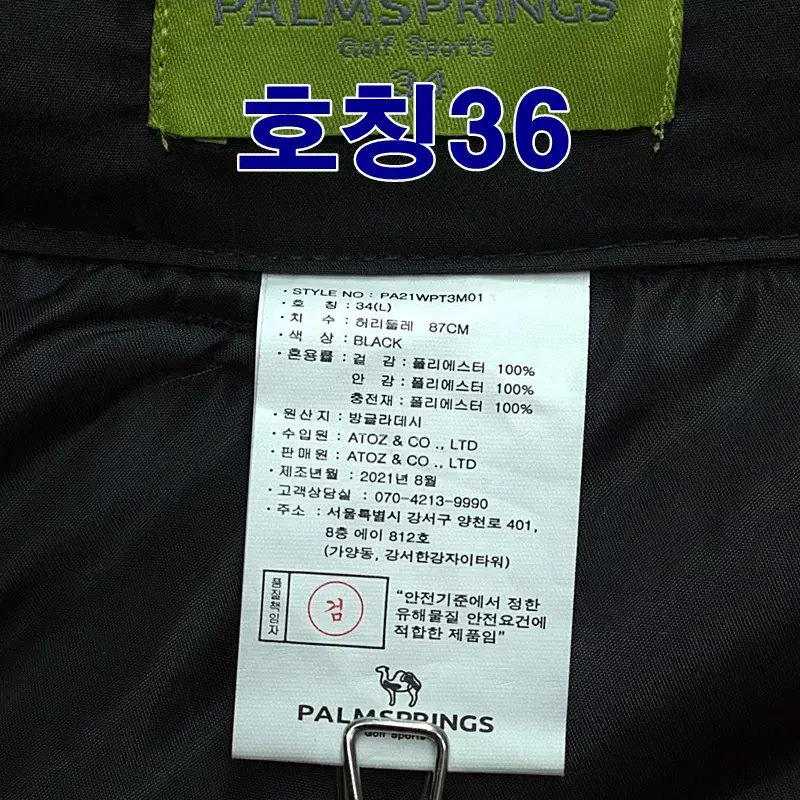 PALMSPRINGS
Golf Sports
34
호칭36
· STYLE NO : PA21WPT3M01
· 호 칭 : 34(L)
· 치 수 : 허리둘레 87CM
· 색 상 : BLACK
· 혼용률 : 겉 감 : 폴리에스터 100%
안 감 : 폴리에스터 100%
충전재 : 폴리에스터 100%
· 원산지 : 방글라데시
· 수입원 : ATOZ & CO ., LTD
· 판매원 : ATOZ & CO ., LTD
· 제조년월 : 2021년 8월
· 고객상담실 : 070-4213-9990
· 주소 : 서울특별시 강서구 양천로 401,
8층 에이 812호
(가양동, 강서한강자이타워)
품질책임자
검
“안전기준에서 정한
유해물질 안전요건에
적합한 제품임”
PALMSPRINGS
Golf Sports